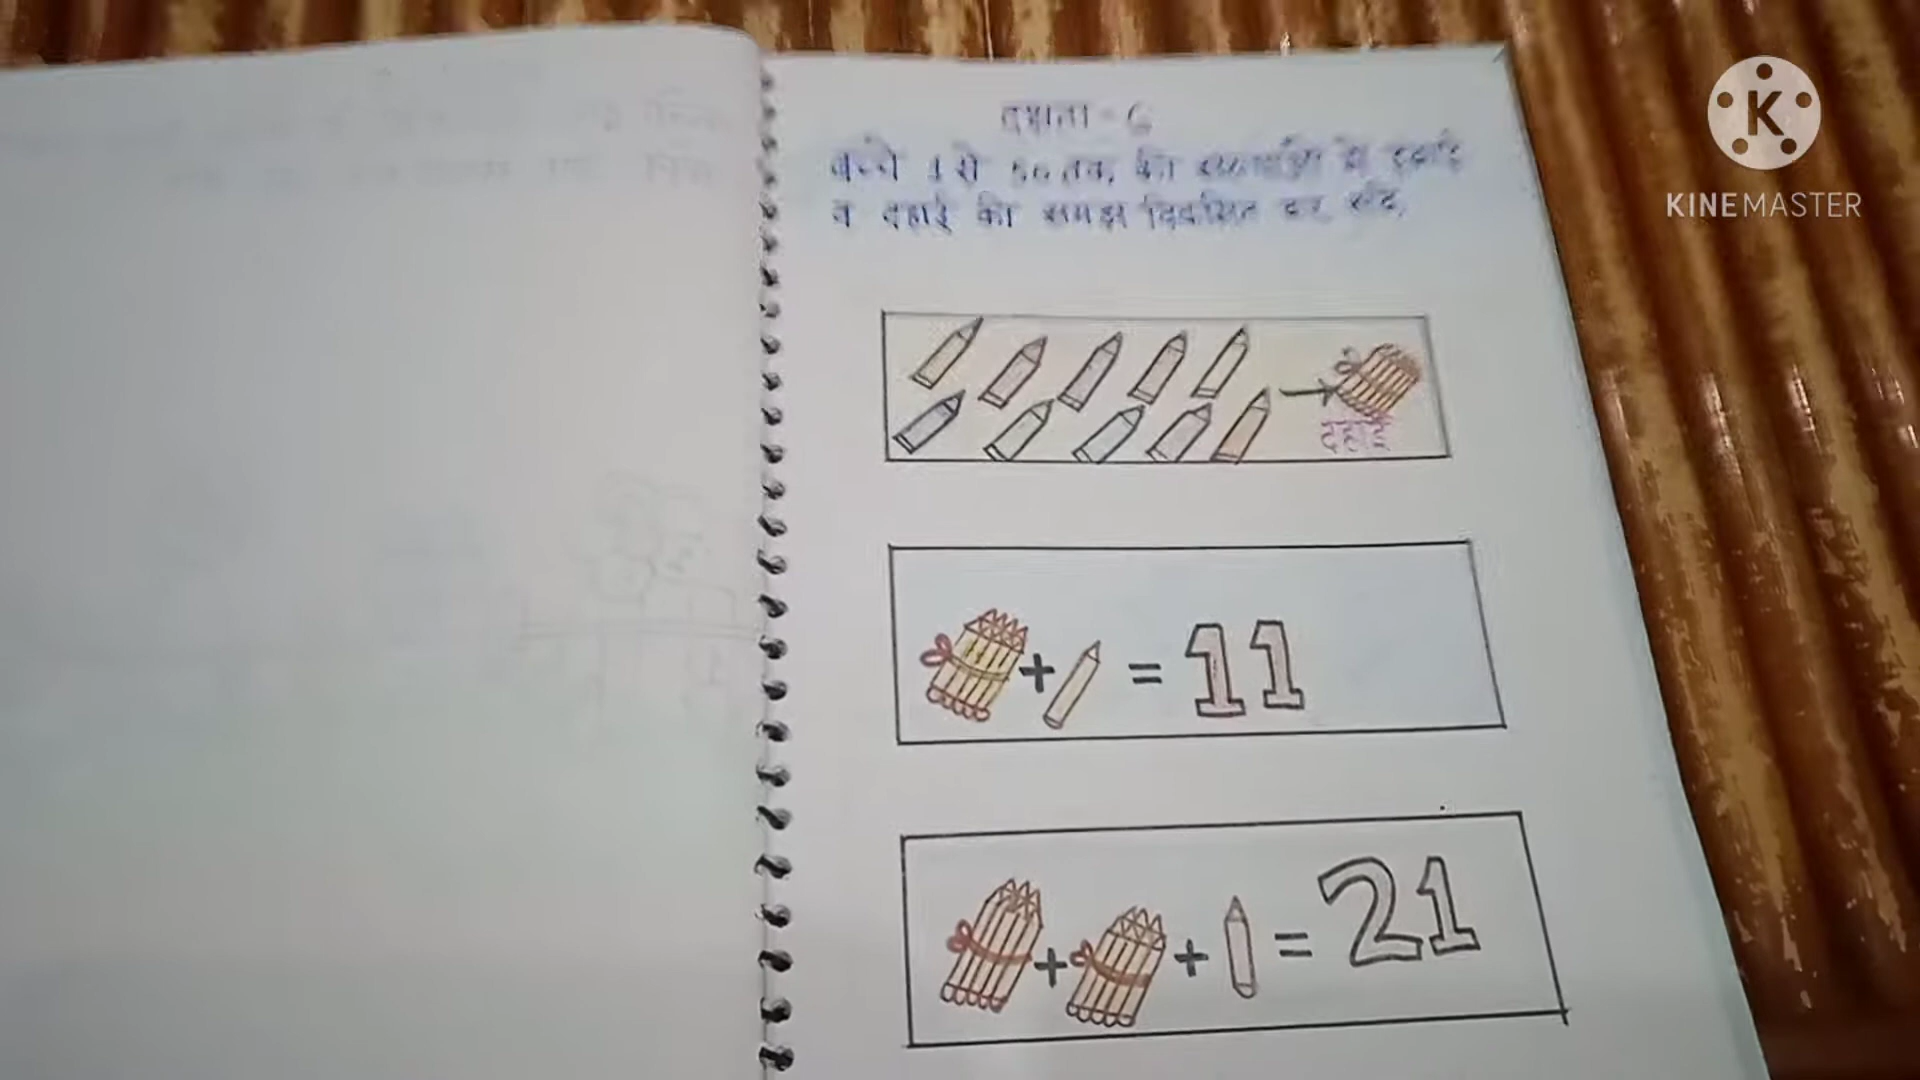 दक्षता - 6
बच्चे 1 से 50 तक की संख्याओं में इकाई
व दहाई की समझ विकसित कर सकें,
दहाई
+ = 11
+ + = 21
K
KINEMASTER